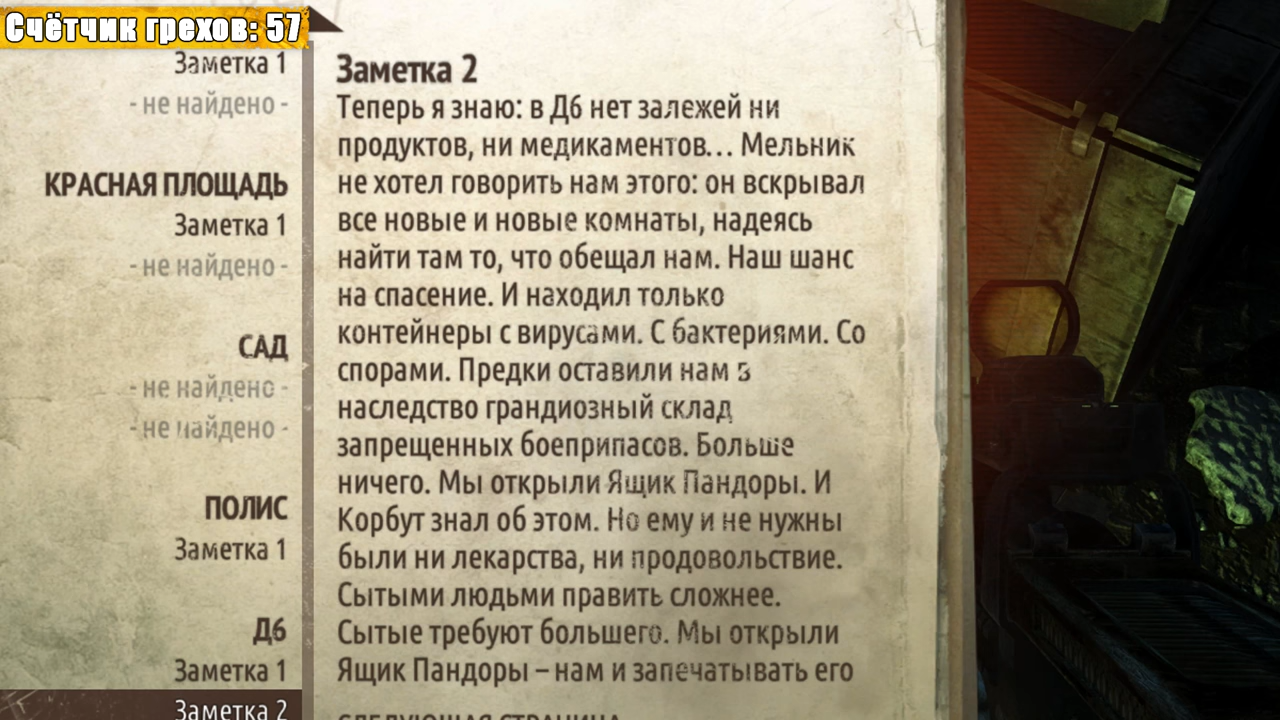 Счётчик грехов: 57
Заметка 1
- не найдено -
КРАСНАЯ ПЛОЩАДЬ
Заметка 1
- не найдено -
САД
- не найдено -
- не найдено -
ПОЛИС
Заметка 1
Д6
Заметка 1
Заметка 2
Заметка 2
Теперь я знаю: в Д6 нет залежей ни
продуктов, ни медикаментов... Мельник
не хотел говорить нам этого: он вскрывал
все новые и новые комнаты, надеясь
найти там то, что обещал нам. Наш шанс
на спасение. И находил только
контейнеры с вирусами. С бактериями. Со
спорами. Предки оставили нам в
наследство грандиозный склад
запрещенных боеприпасов. Больше
ничего. Мы открыли Ящик Пандоры. И
Корбут знал об этом. Но ему и не нужны
были ни лекарства, ни продовольствие.
Сытыми людьми править сложнее.
Сытые требуют большего. Мы открыли
Ящик Пандоры – нам и запечатывать его
СЛЕДУЮЩАЯ СТРАНИЦА